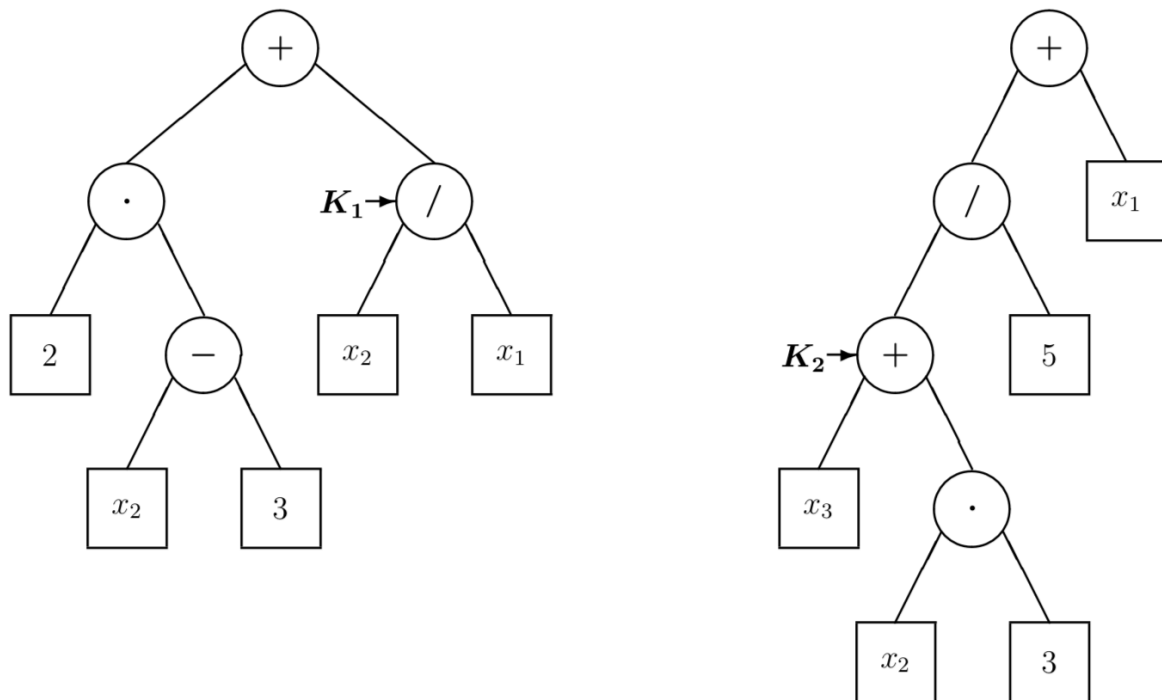 + +
· K₁ / / x₁
2 − x₂ x₁ K₂ + 5
x₂ 3 x₃ ·
x₂ 3